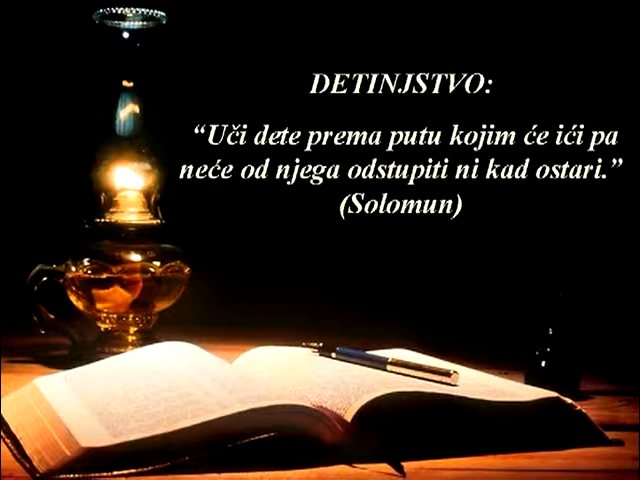 DETINJSTVO:
“Uči dete prema putu kojim će ići pa
neće od njega odstupiti ni kad ostari.”
(Solomun)